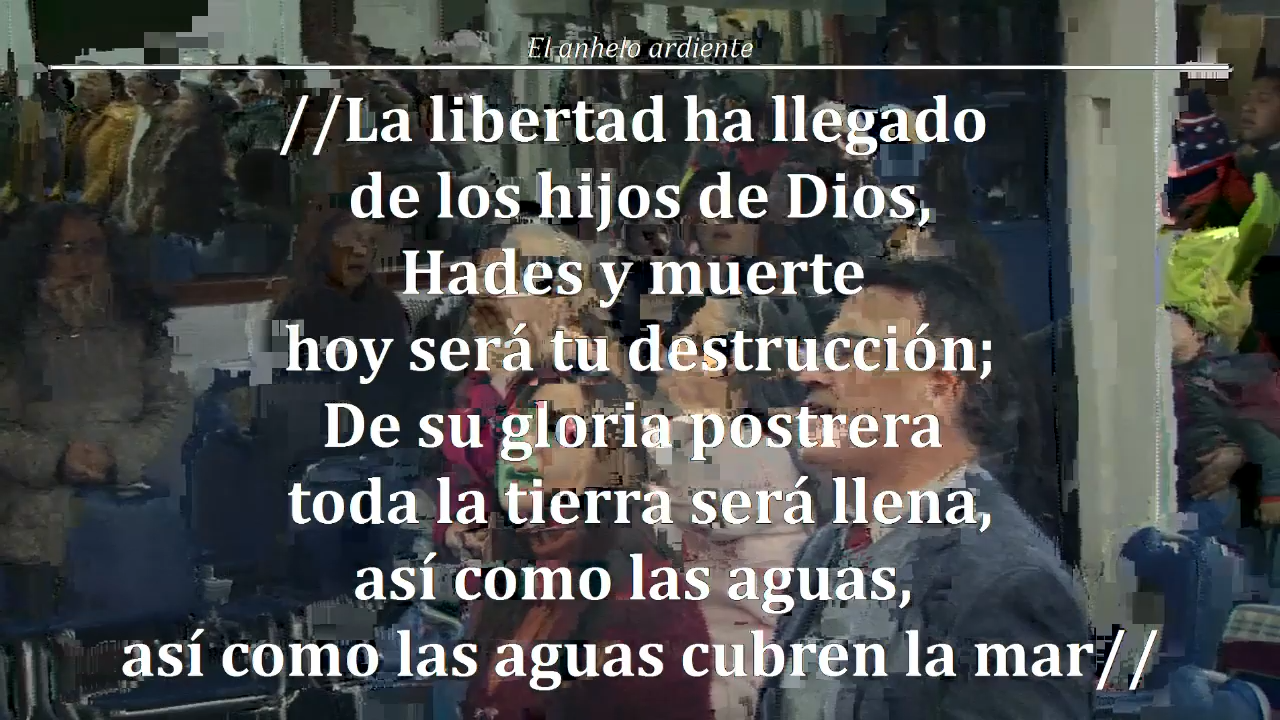 El anhelo ardiente
//La libertad ha llegado
de los hijos de Dios,
Hades y muerte
hoy será tu destrucción;
De su gloria postrera
toda la tierra será llena,
así como las aguas,
así como las aguas cubren la mar//